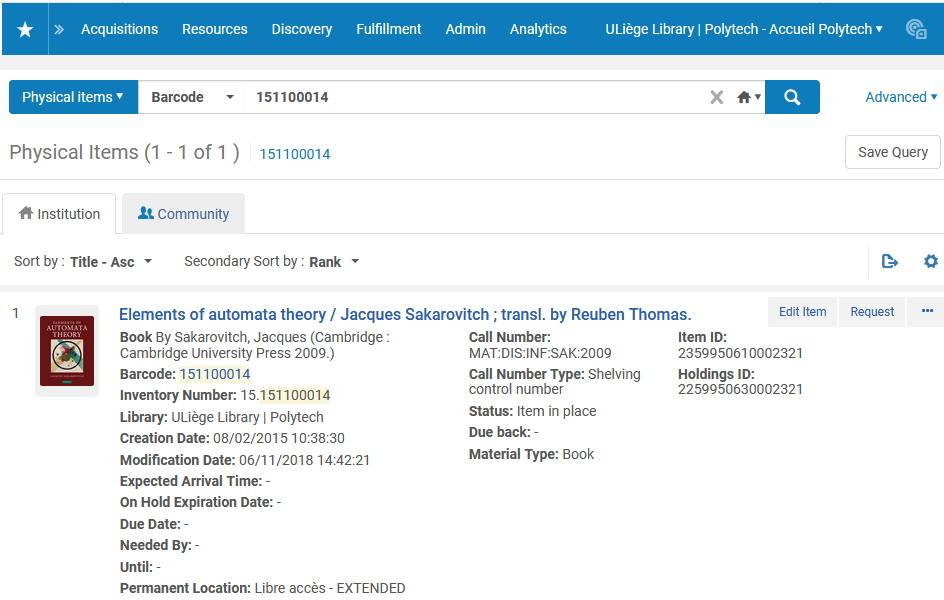 Acquisitions Resources Discovery Fulfillment Admin Analytics ULiège Library | Polytech - Accueil Polytech
Physical items Barcode 151100014 Advanced
Physical Items (1 - 1 of 1 ) 151100014 Save Query
Institution Community
Sort by : Title - Asc Secondary Sort by : Rank
1
ELEMENTS OF
AUTOMATA
THEORY
Elements of automata theory / Jacques Sakarovitch ; transl. by Reuben Thomas.
Edit Item Request
Book By Sakarovitch, Jacques (Cambridge :
Cambridge University Press 2009.)
Barcode: 151100014
Inventory Number: 15.151100014
Library: ULiège Library | Polytech
Creation Date: 08/02/2015 10:38:30
Modification Date: 06/11/2018 14:42:21
Expected Arrival Time: -
On Hold Expiration Date: -
Due Date: -
Needed By: -
Until: -
Permanent Location: Libre accès - EXTENDED
Call Number:
MAT:DIS:INF:SAK:2009
Call Number Type: Shelving
control number
Status: Item in place
Due back: -
Material Type: Book
Item ID:
2359950610002321
Holdings ID:
2259950630002321